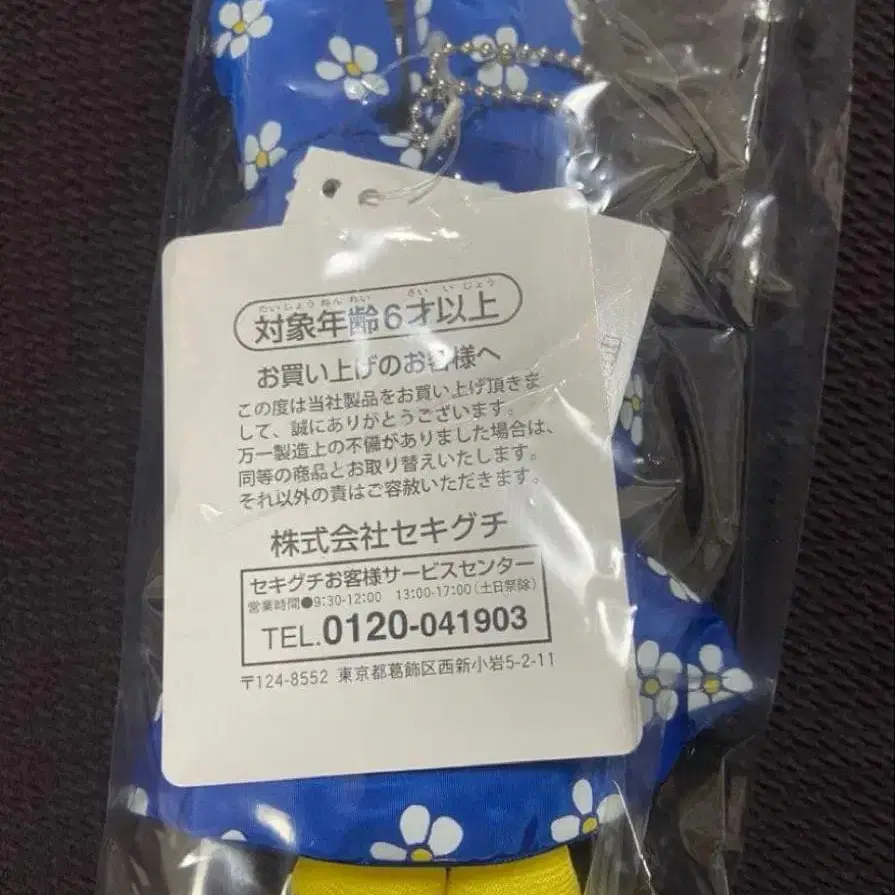 たいしょうねんれい さいいじょう
対象年齢6才以上
お買い上げのお客様へ
この度は当社製品をお買い上げ頂きま
して、誠にありがとうございます。
万一製造上の不備がありました場合は、
同等の商品とお取り替えいたします。
それ以外の責はご容赦いただきます。
株式会社セキグチ
セキグチお客様サービスセンター
営業時間●9:30-12:00 13:00-17:00(土日祭除)
TEL.0120-041903
〒124-8552 東京都葛飾区西新小岩5-2-11